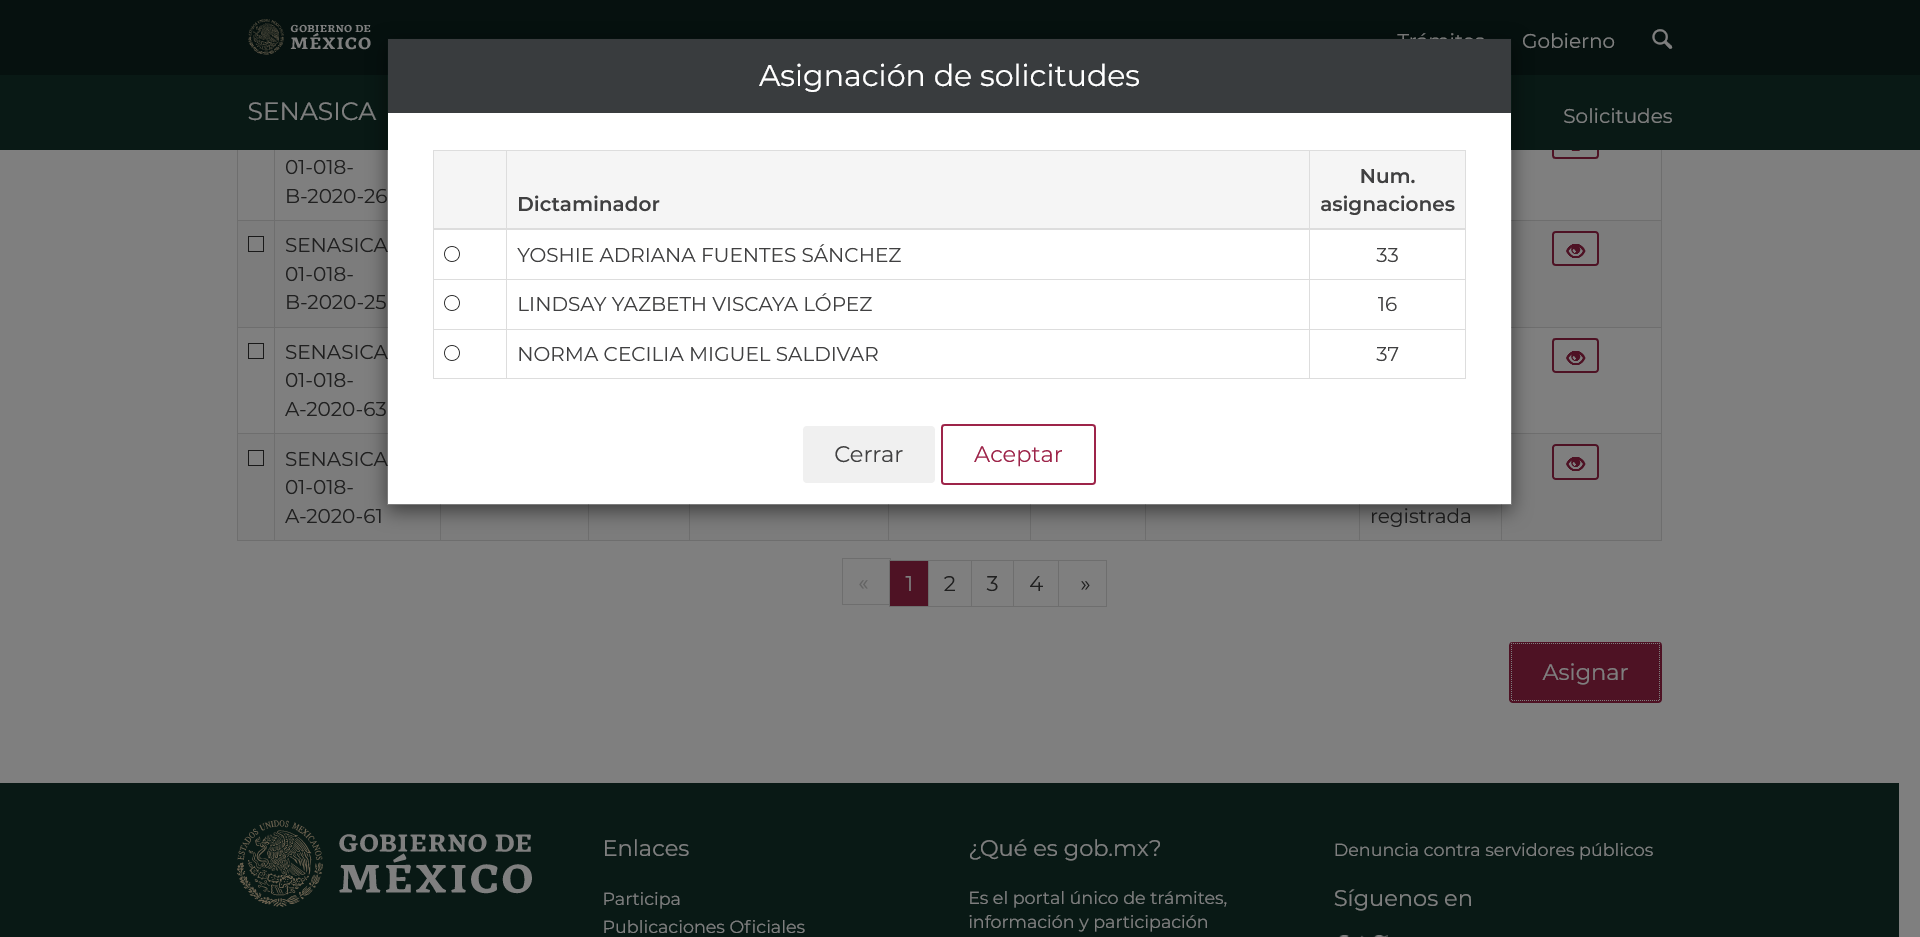 GOBIERNO DE
MÉXICO
Trámites
Gobierno
Asignación de solicitudes
SENASICA
Solicitudes
01-018-
B-2020-26
Dictaminador
Num.
asignaciones
SENASICA
01-018-
B-2020-25
YOSHIE ADRIANA FUENTES SÁNCHEZ
33
LINDSAY YAZBETH VISCAYA LÓPEZ
16
NORMA CECILIA MIGUEL SALDIVAR
37
SENASICA
01-018-
A-2020-63
Cerrar
Aceptar
SENASICA
01-018-
A-2020-61
registrada
« 1 2 3 4 »
Asignar
ESTADOS UNIDOS MEXICANOS
GOBIERNO DE
MÉXICO
Enlaces
Participa
Publicaciones Oficiales
¿Qué es gob.mx?
Es el portal único de trámites,
información y participación
Denuncia contra servidores públicos
Síguenos en